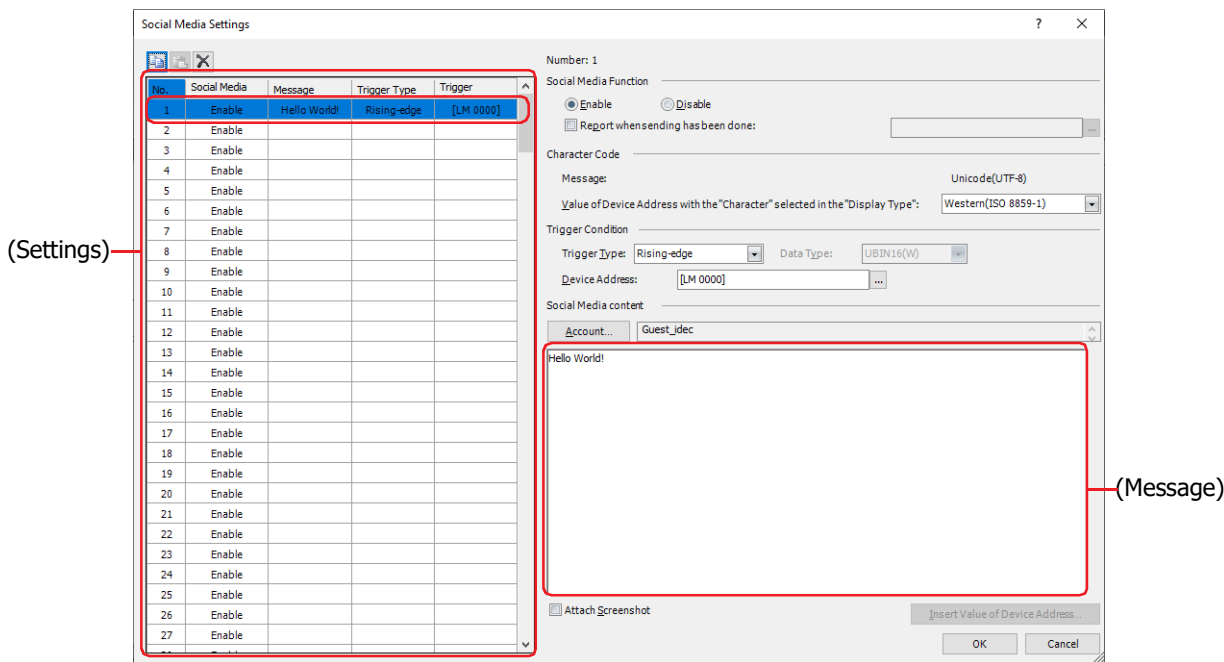 Social Media Settings ? ×
Number: 1
No. Social Media Message Trigger Type Trigger
1 Enable Hello World! Rising-edge [LM 0000]
2 Enable
3 Enable
4 Enable
5 Enable
6 Enable
7 Enable
8 Enable
9 Enable
10 Enable
11 Enable
12 Enable
13 Enable
14 Enable
15 Enable
16 Enable
17 Enable
18 Enable
19 Enable
20 Enable
21 Enable
22 Enable
23 Enable
24 Enable
25 Enable
26 Enable
27 Enable
(Settings)
Social Media Function
Enable Disable
Report when sending has been done: ...
Character Code
Message: Unicode(UTF-8)
Value of Device Address with the "Character" selected in the "Display Type": Western(ISO 8859-1)
Trigger Condition
Trigger Type: Rising-edge Data Type: UBIN16(W)
Device Address: [LM 0000] ...
Social Media content
Account... Guest_idec
Hello World!
(Message)
Attach Screenshot Insert Value of Device Address...
OK Cancel